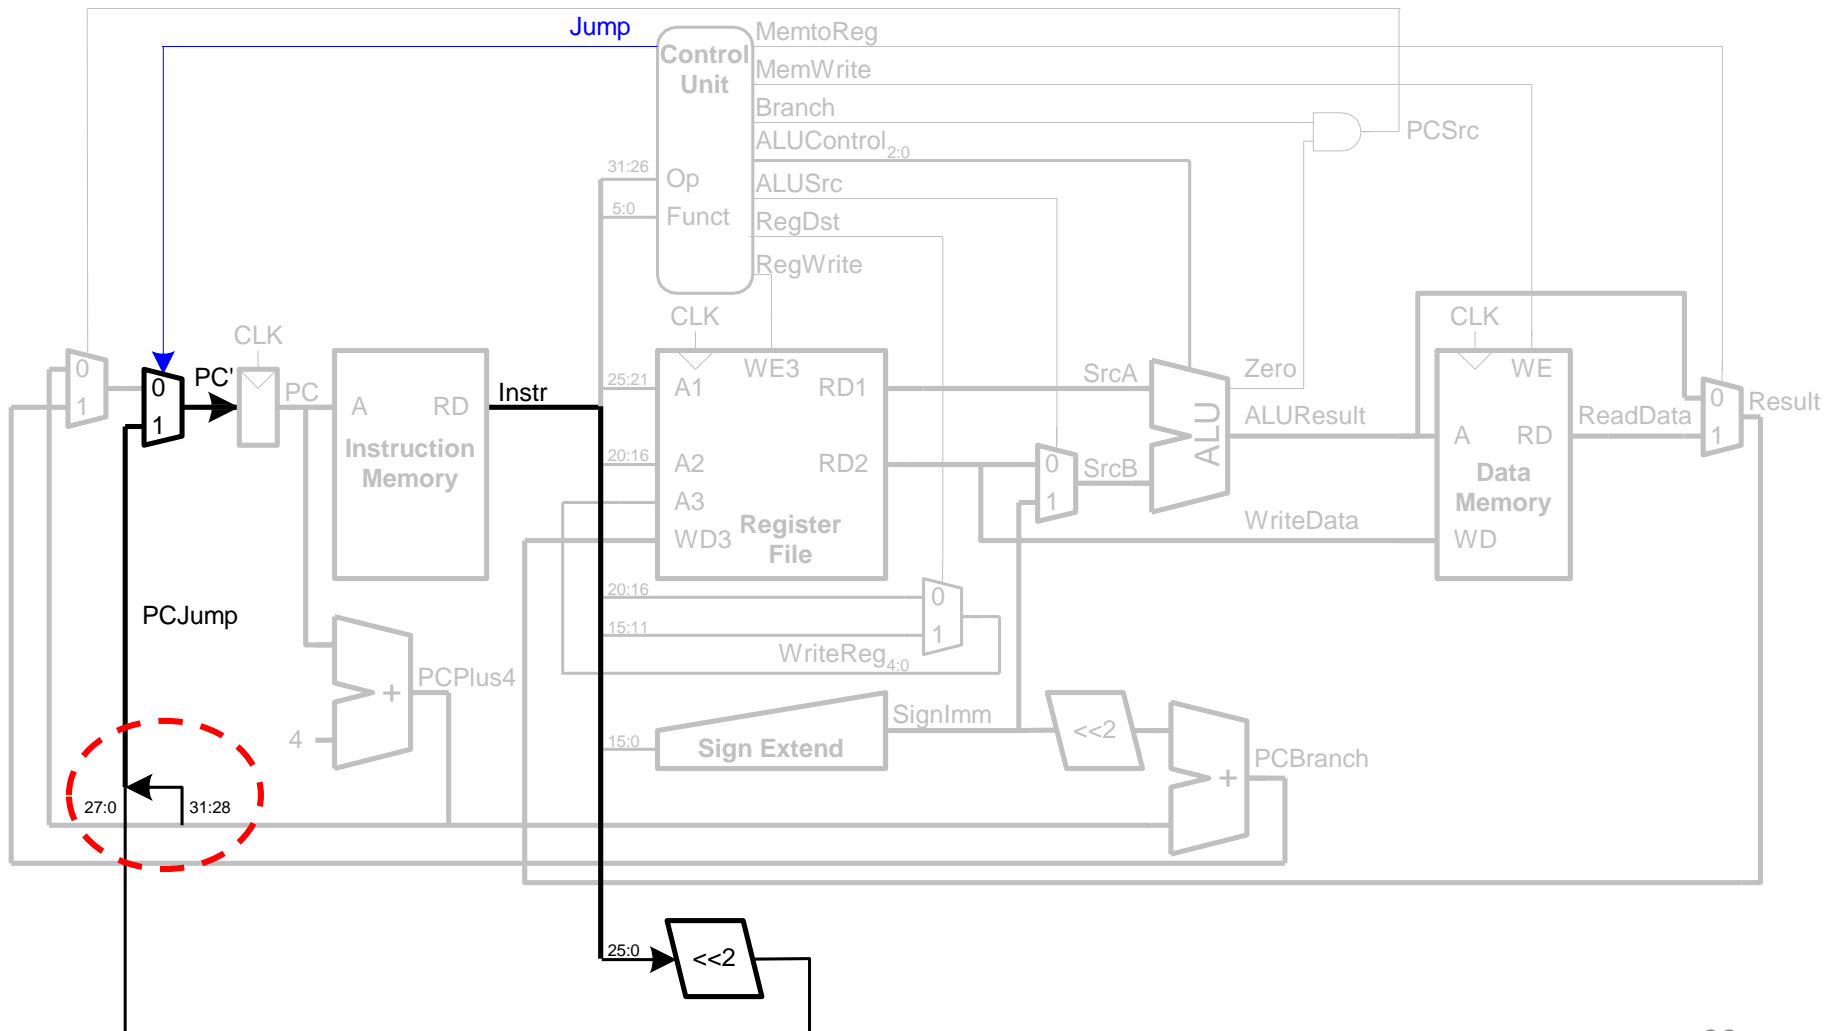 Jump
Control
Unit
MemtoReg
MemWrite
Branch
ALUControl2:0
PCSrc
31:26
Op
ALUSrc
5:0
Funct
RegDst
RegWrite
CLK
CLK
CLK
0
1
0
1
PC'
PC
A
RD
Instruction
Memory
Instr
25:21
A1
WE3
RD1
SrcA
Zero
ALU
ALUResult
WE
A
RD
ReadData
0
1
Result
20:16
A2
RD2
0
1
SrcB
Data
Memory
A3
WD3
Register
File
WriteData
WD
20:16
0
15:11
1
WriteReg4:0
PCJump
PCPlus4
+
4
SignImm
15:0
Sign Extend
<<2
+
PCBranch
27:0
31:28
25:0
<<2